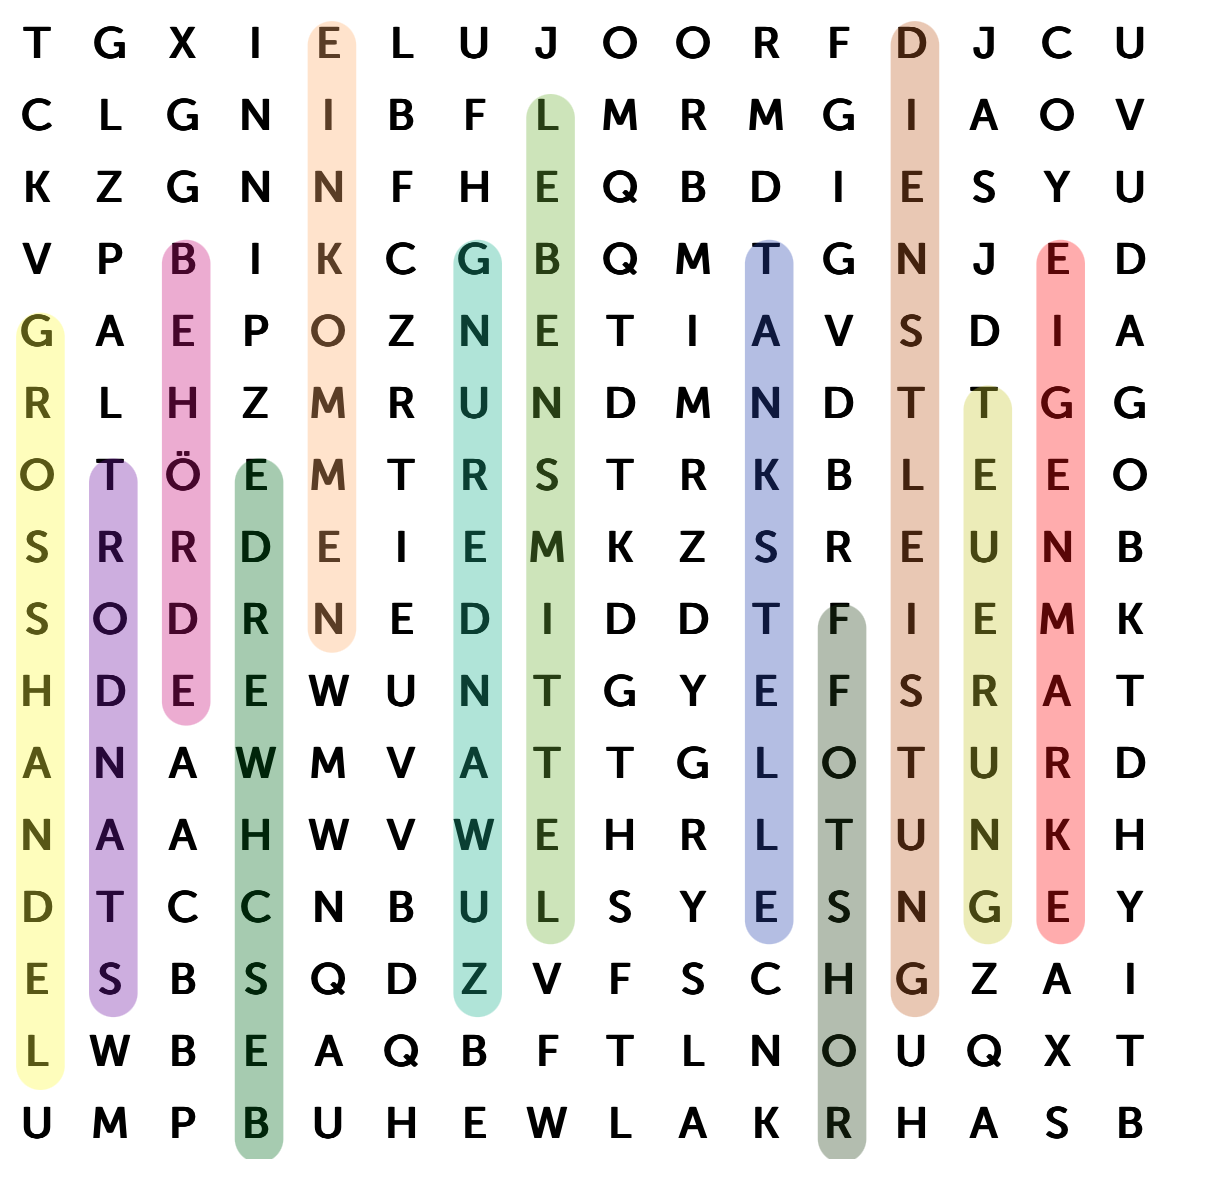 T G X I E L U J O O R F D J C U
C L G N I B F L M R M G I A O V
K Z G N N F H E Q B D I E S Y U
V P B I K C G B Q M T G N J E D
G A E P O Z N E T I A V S D I A
R L H Z M R U N D M N D T T G G
O T Ö E M T R S T R K B L E E O
S R R D E I E M K Z S R E U N B
S O D R N E D I D D T F I E M K
H D E E W U N T G Y E F S R A T
A N A W M V A T T G L O T U R D
N A A H W V W E H R L T U N K H
D T C C N B U L S Y E S N G E Y
E S B S Q D Z V F S C H G Z A I
L W B E A Q B F T L N O U Q X T
U M P B U H E W L A K R H A S B